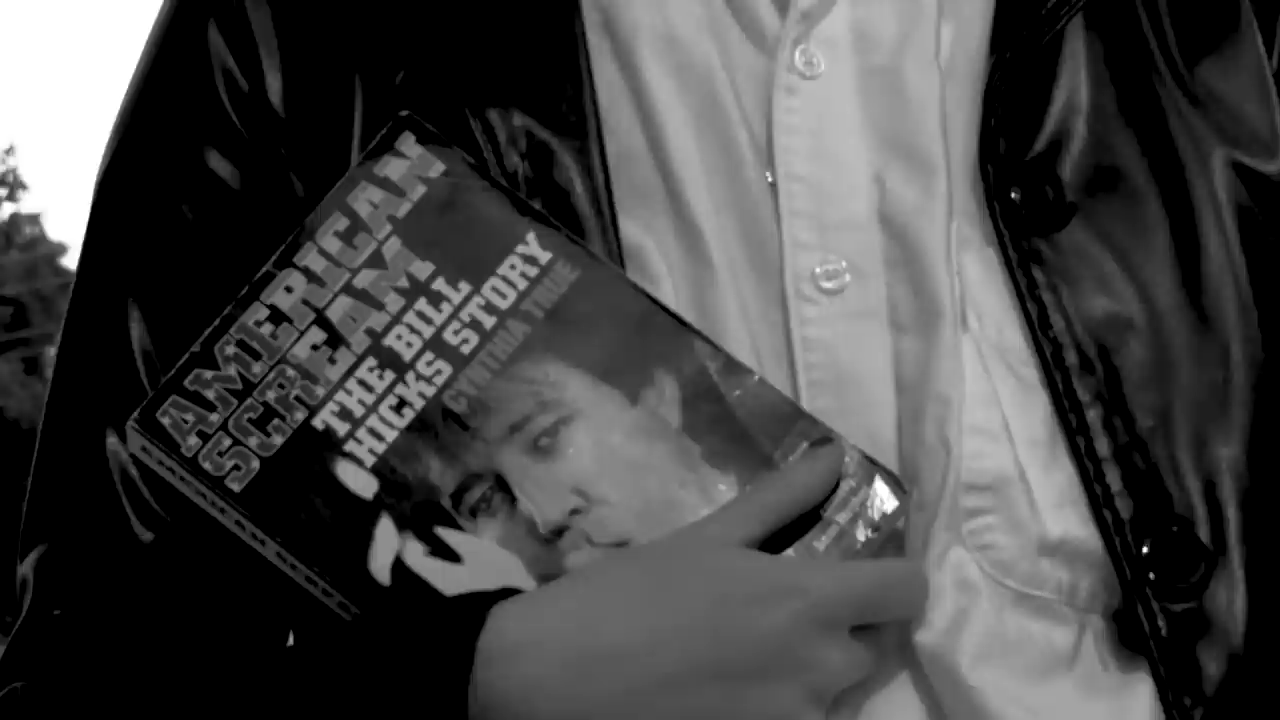 AMERICAN
SCREAM
THE BILL
HICKS STORY
CYNTHIA TRUE